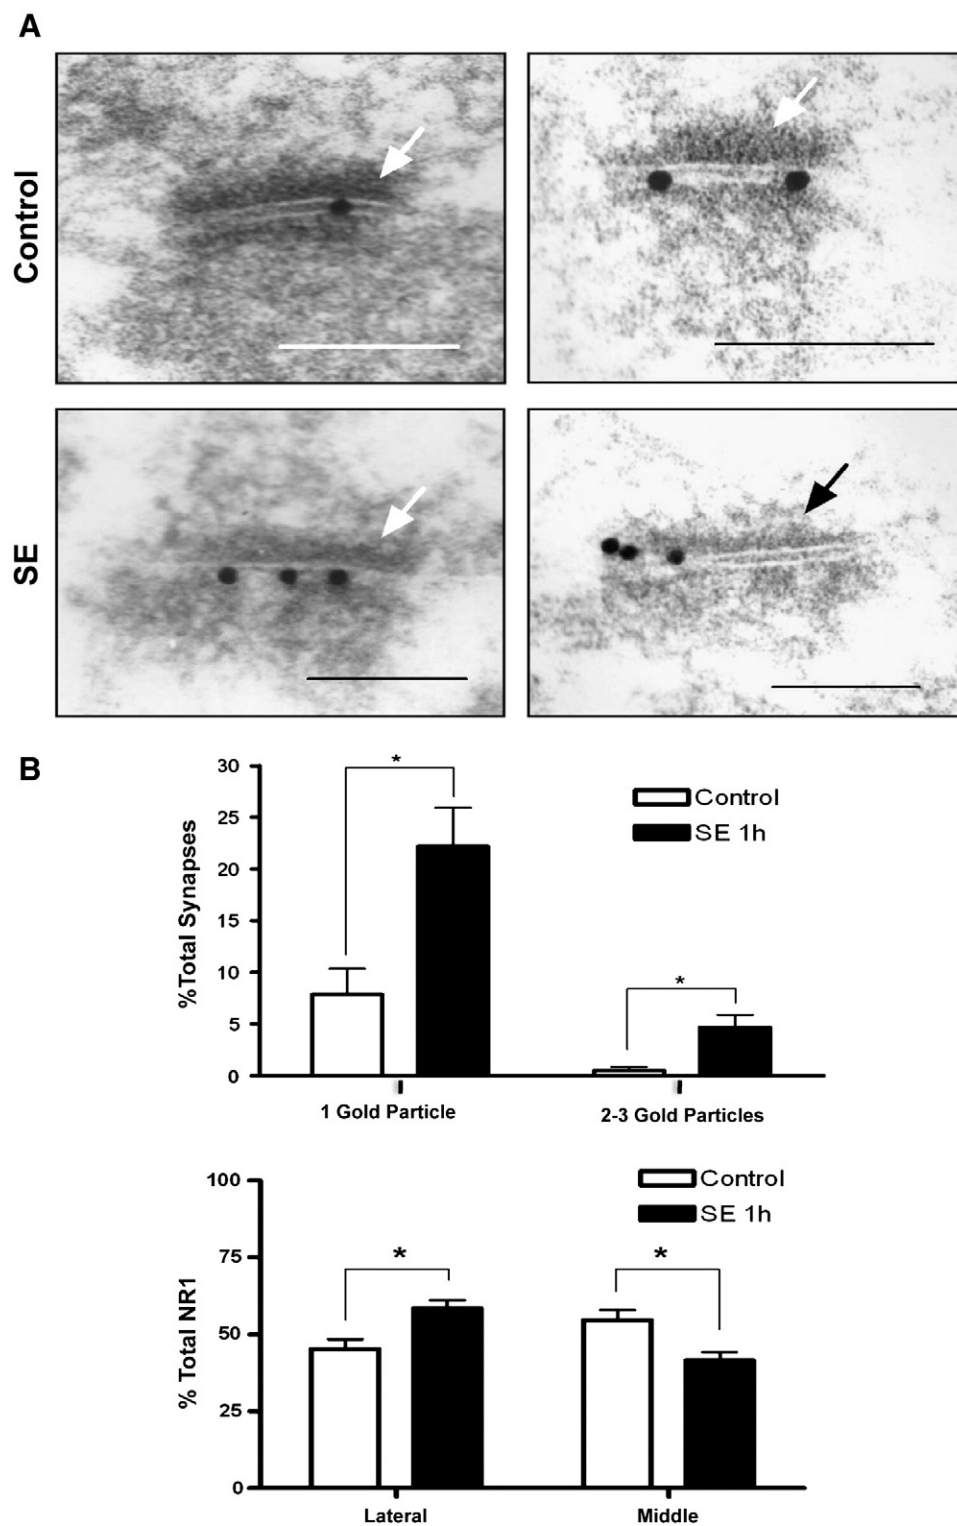 A
Control
SE
B
30
25
20
15
10
5
0
%Total Synapses
*
*
Control
SE 1h
1 Gold Particle
2-3 Gold Particles
100
75
50
25
0
% Total NR1
*
*
Control
SE 1h
Lateral
Middle